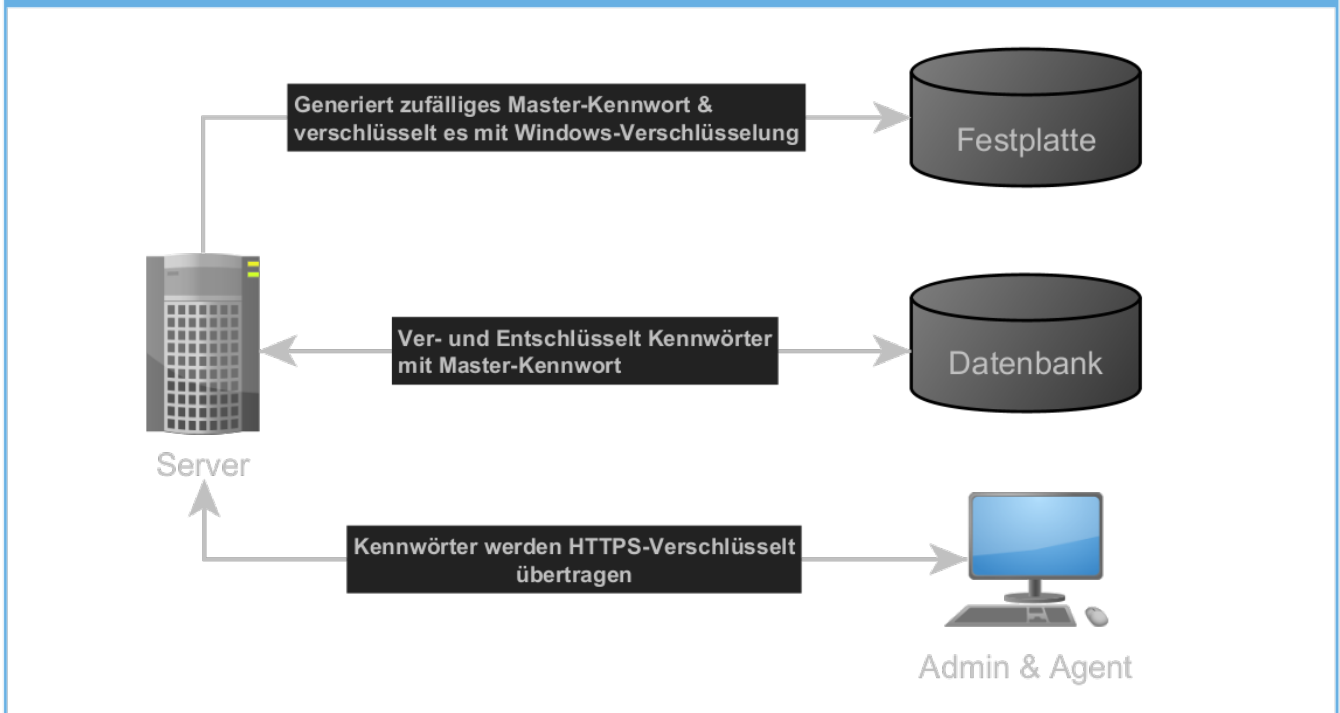 Generiert zufälliges Master-Kennwort &
verschlüsselt es mit Windows-Verschlüsselung
Festplatte
Ver- und Entschlüsselt Kennwörter
mit Master-Kennwort
Datenbank
Server
Kennwörter werden HTTPS-Verschlüsselt
übertragen
Admin & Agent